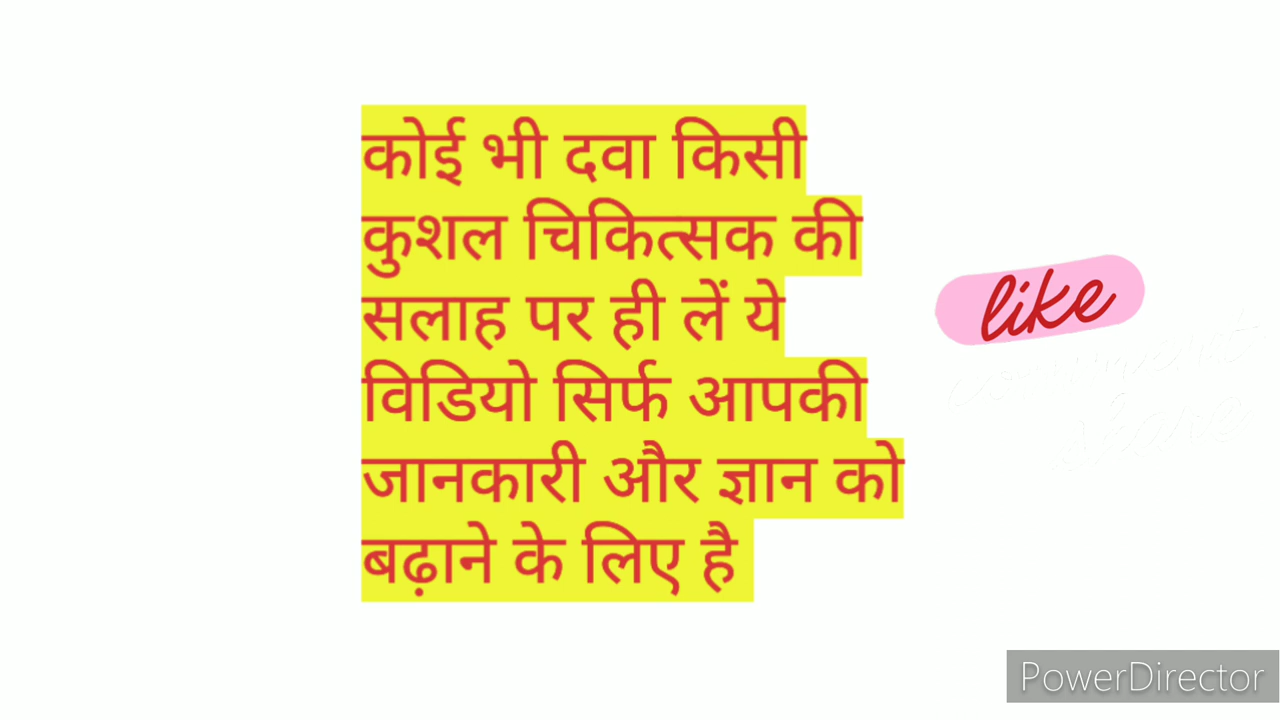 कोई भी दवा किसी
कुशल चिकित्सक की
सलाह पर ही लें ये
विडियो सिर्फ आपकी
जानकारी और ज्ञान को
बढ़ाने के लिए है
like
PowerDirector